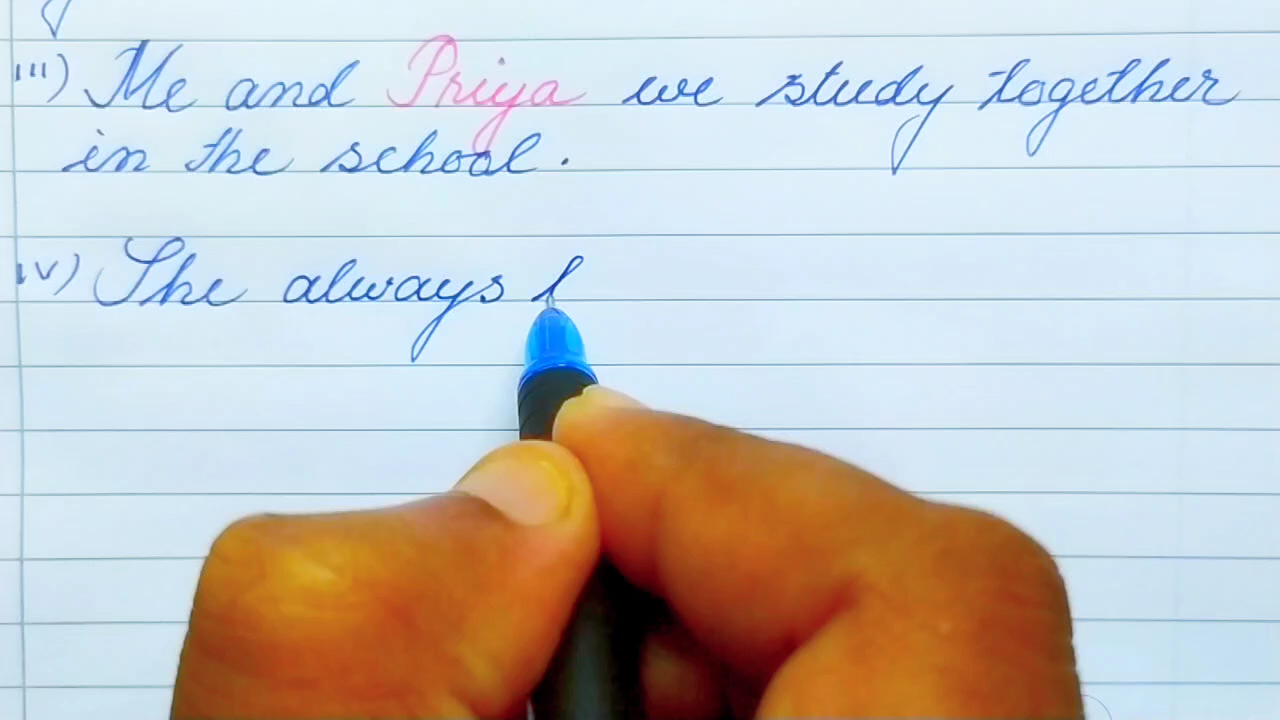 iii) Me and Priya we study together
in the school.
iv) She always